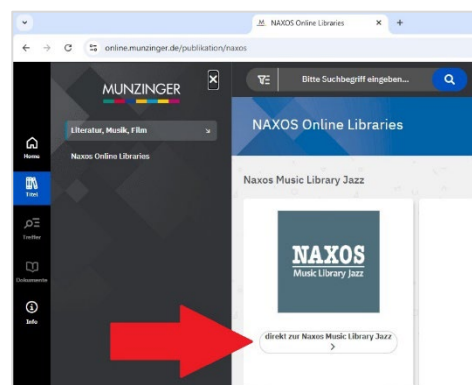 NAXOS Online Libraries
online.munzinger.de/publikation/naxos
MUNZINGER
Literatur, Musik, Film
Naxos Online Libraries
Home
Titel
Treffer
Dokumente
Info
Bitte Suchbegriff eingeben...
NAXOS Online Libraries
Naxos Music Library Jazz
NAXOS
Music Library Jazz
direkt zur Naxos Music Library Jazz